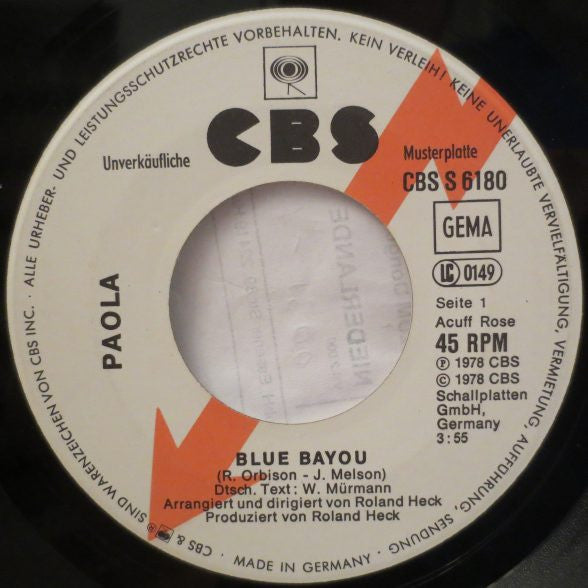 ALLE URHEBER- UND LEISTUNGSSCHUTZRECHTE VORBEHALTEN. KEIN VERLEIH! KEINE UNERLAUBTE VERVIELFÄLTIGUNG, VERMIETUNG, AUFFÜHRUNG, SENDUNG
CBS
Unverkäufliche
Musterplatte
CBS S 6180
GEMA
LC 0149
Seite 1
Acuff Rose
45 RPM
℗ 1978 CBS
© 1978 CBS
Schallplatten
GmbH,
Germany
3:55
PAOLA
NIEDERLANDE
BLUE BAYOU
(R. Orbison - J. Melson)
Dtsch. Text: W. Mürmann
Arrangiert und dirigiert von Roland Heck
Produziert von Roland Heck
CBS & ® SIND WARENZEICHEN VON CBS INC. · MADE IN GERMANY ·